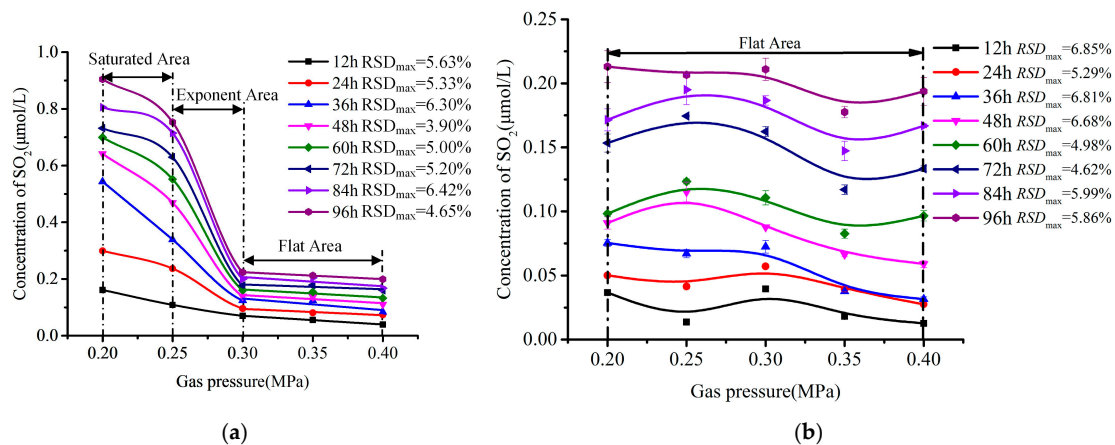 Concentration of SO₂(μmol/L)
1.0
0.8
0.6
0.4
0.2
0.0
Saturated Area
Exponent Area
Flat Area
12h RSDmax=5.63%
24h RSDmax=5.33%
36h RSDmax=6.30%
48h RSDmax=3.90%
60h RSDmax=5.00%
72h RSDmax=5.20%
84h RSDmax=6.42%
96h RSDmax=4.65%
0.20 0.25 0.30 0.35 0.40
Gas pressure(MPa)
(a)
Concentration of SO₂(μmol/L)
0.25
0.20
0.15
0.10
0.05
0.00
Flat Area
12h RSDmax=6.85%
24h RSDmax=5.29%
36h RSDmax=6.81%
48h RSDmax=6.68%
60h RSDmax=4.98%
72h RSDmax=4.62%
84h RSDmax=5.99%
96h RSDmax=5.86%
0.20 0.25 0.30 0.35 0.40
Gas pressure(MPa)
(b)